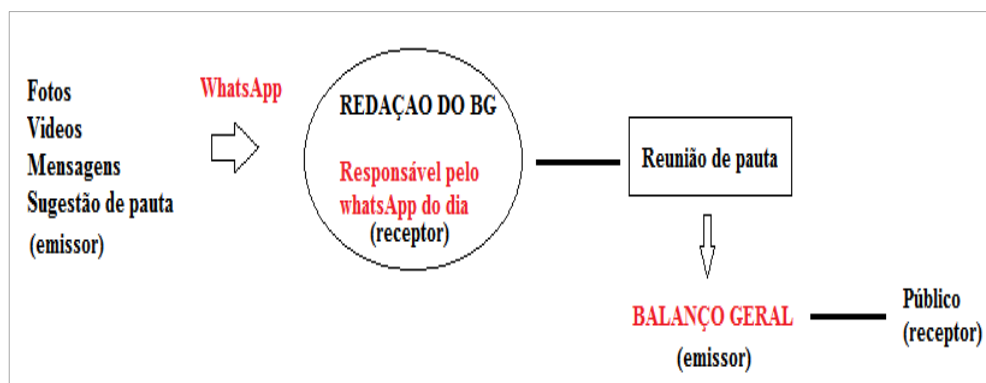 Fotos
Videos
Mensagens
Sugestão de pauta
(emissor)
WhatsApp
REDAÇAO DO BG
Responsável pelo
whatsApp do dia
(receptor)
Reunião de pauta
BALANÇO GERAL
(emissor)
Público
(receptor)